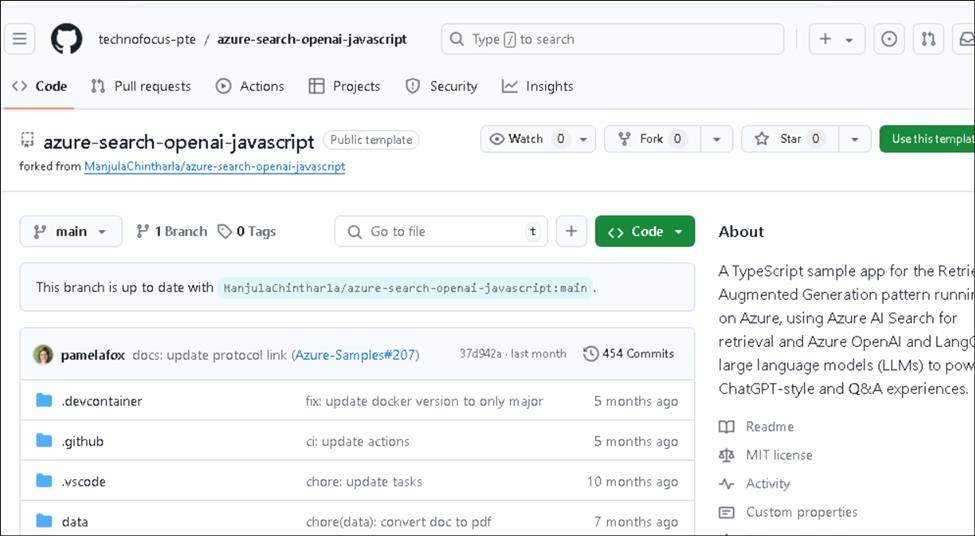 technofocus-pte / azure-search-openai-javascript
Type / to search
Code Pull requests Actions Projects Security Insights
azure-search-openai-javascript Public template
Watch 0 Fork 0 Star 0 Use this templat
forked from ManjulaChintharla/azure-search-openai-javascript
main 1 Branch 0 Tags Go to file t Code
This branch is up to date with ManjulaChintharla/azure-search-openai-javascript:main .
pamelafox docs: update protocol link (Azure-Samples#207) 37d942a · last month 454 Commits
.devcontainer fix: update docker version to only major 5 months ago
.github ci: update actions 5 months ago
.vscode chore: update tasks 10 months ago
data chore(data): convert doc to pdf 7 months ago
About
A TypeScript sample app for the Retrie
Augmented Generation pattern runnin
on Azure, using Azure AI Search for
retrieval and Azure OpenAI and LangC
large language models (LLMs) to pow
ChatGPT-style and Q&A experiences.
Readme
MIT license
Activity
Custom properties